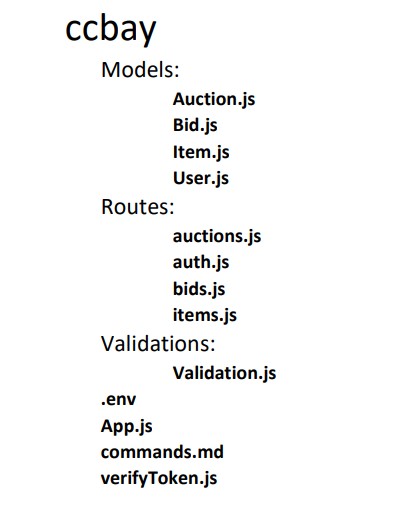 ccbay
Models:
Auction.js
Bid.js
Item.js
User.js
Routes:
auctions.js
auth.js
bids.js
items.js
Validations:
Validation.js
.env
App.js
commands.md
verifyToken.js